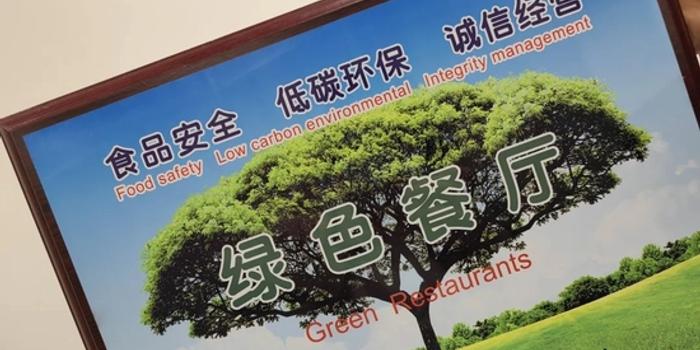 食品安全 低碳环保 诚信经营
Food safety Low carbon environmental Integrity management
绿色餐厅
Green Restaurants